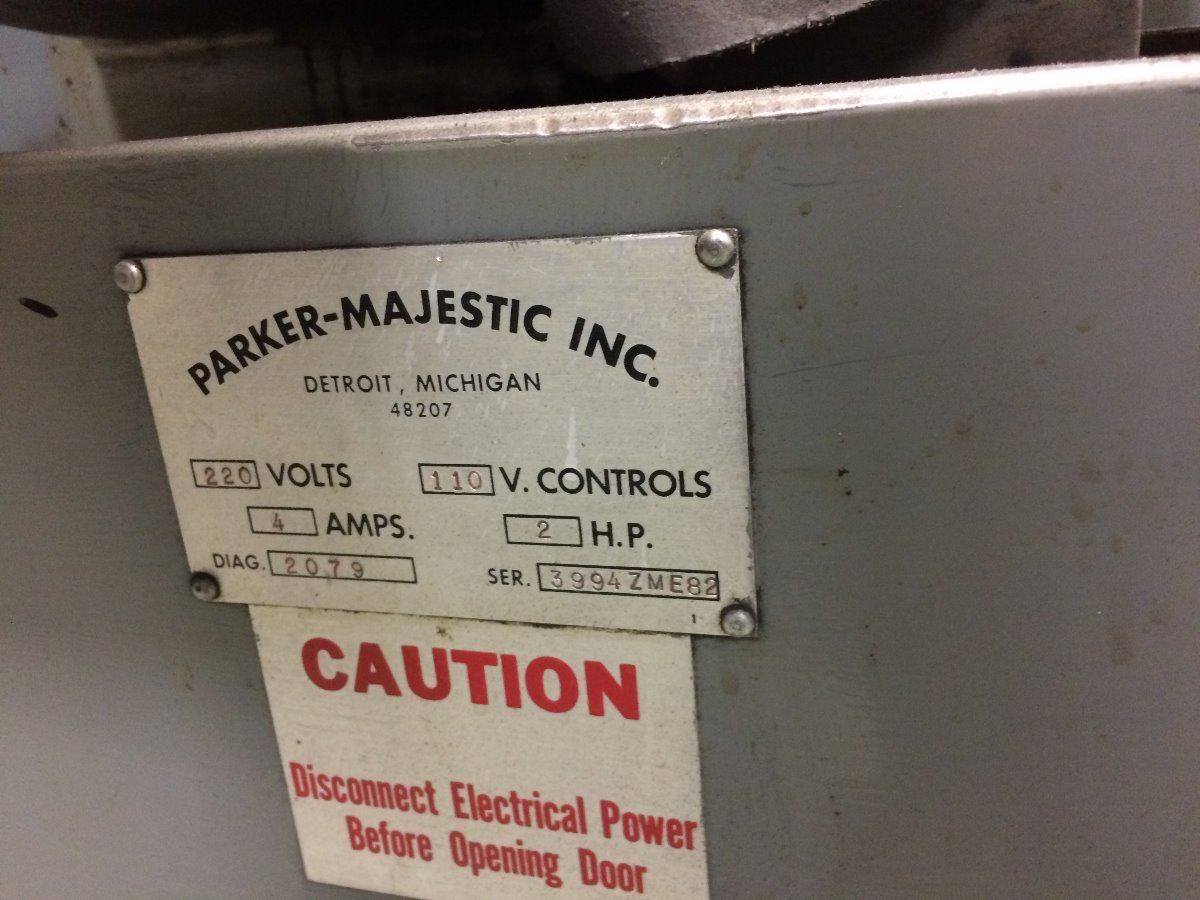 PARKER-MAJESTIC INC.
DETROIT, MICHIGAN
48207
220 VOLTS 110 V. CONTROLS
4 AMPS. 2 H.P.
DIAG. 2079 SER. 3994ZME82
1
CAUTION
Disconnect Electrical Power
Before Opening Door